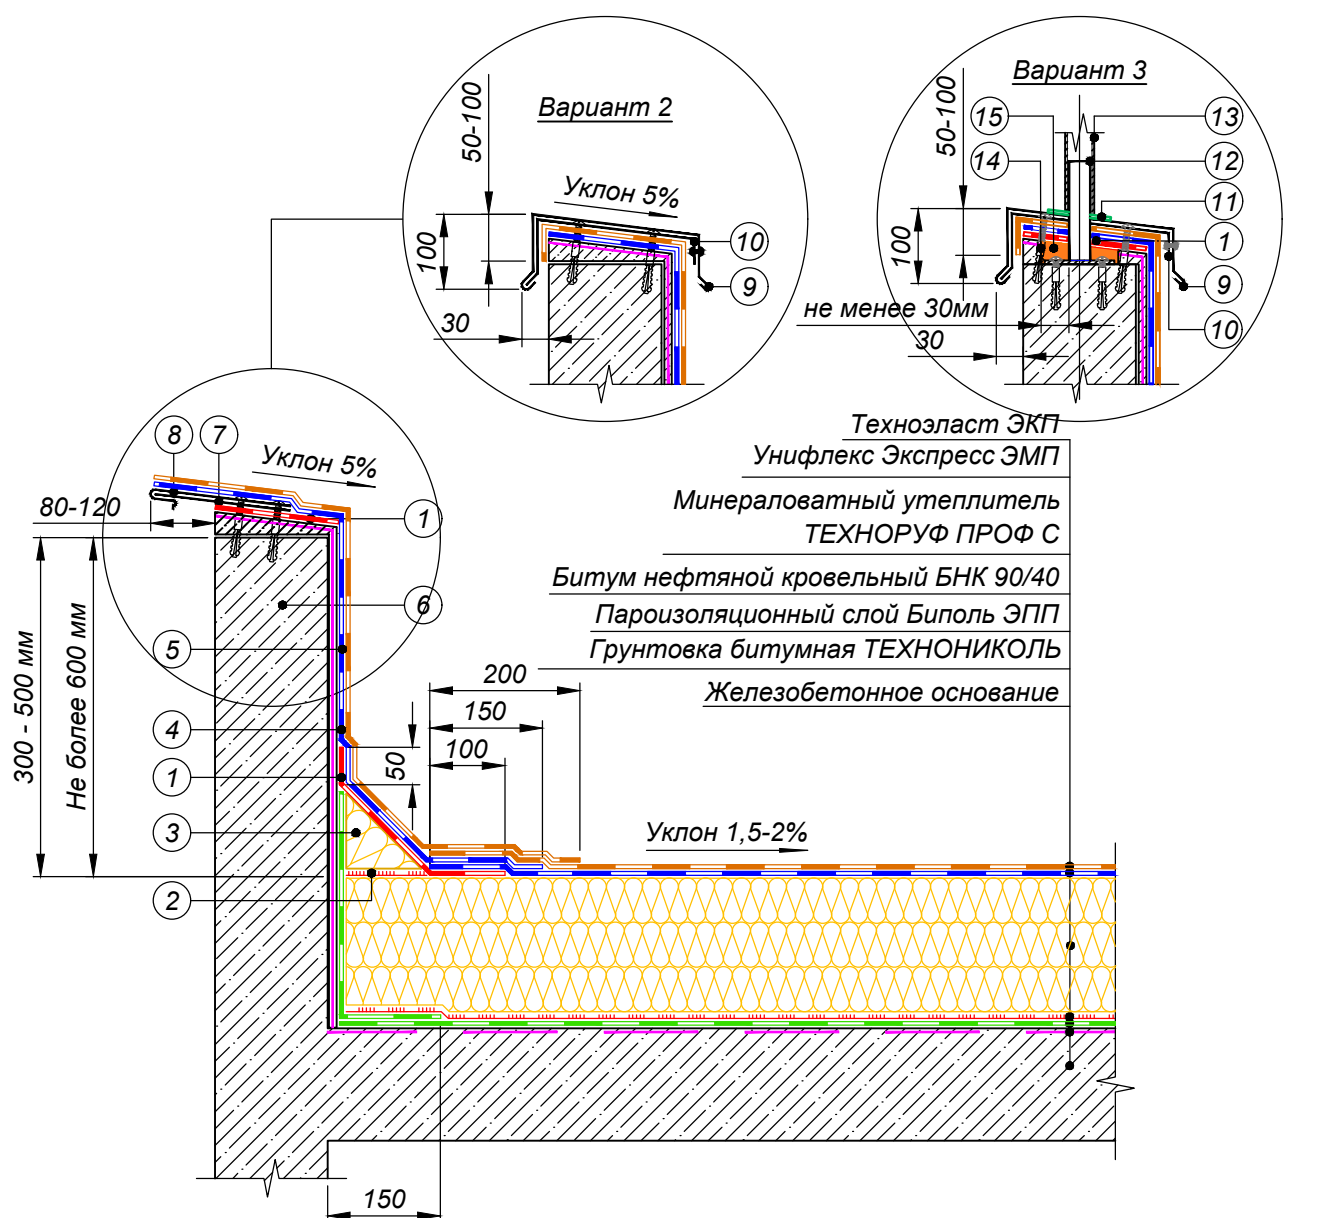 Вариант 2
50-100
Уклон 5%
100
30
10
9
Вариант 3
50-100
15
14
13
12
11
1
9
10
100
не менее 30мм
30
8
7
Уклон 5%
80-120
1
6
5
4
1
3
2
300 - 500 мм
Не более 600 мм
Техноэласт ЭКП
Унифлекс Экспресс ЭМП
Минераловатный утеплитель
ТЕХНОРУФ ПРОФ С
Битум нефтяной кровельный БНК 90/40
Пароизоляционный слой Биполь ЭПП
Грунтовка битумная ТЕХНОНИКОЛЬ
Железобетонное основание
200
150
100
50
Уклон 1,5-2%
150